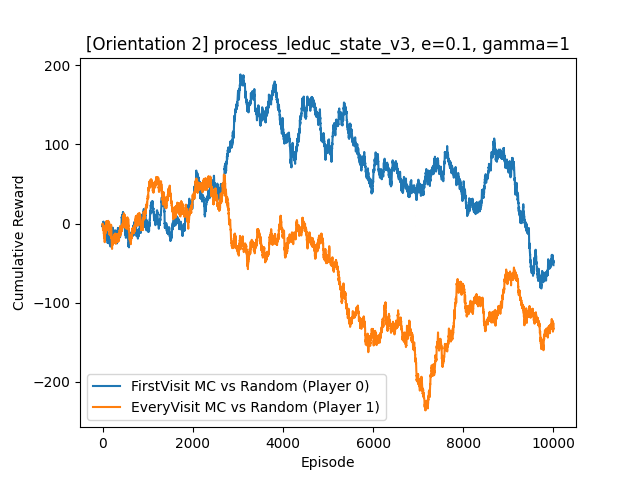 [Orientation 2] process_leduc_state_v3, e=0.1, gamma=1
200
100
0
−100
−200
Cumulative Reward
FirstVisit MC vs Random (Player 0)
EveryVisit MC vs Random (Player 1)
0 2000 4000 6000 8000 10000
Episode